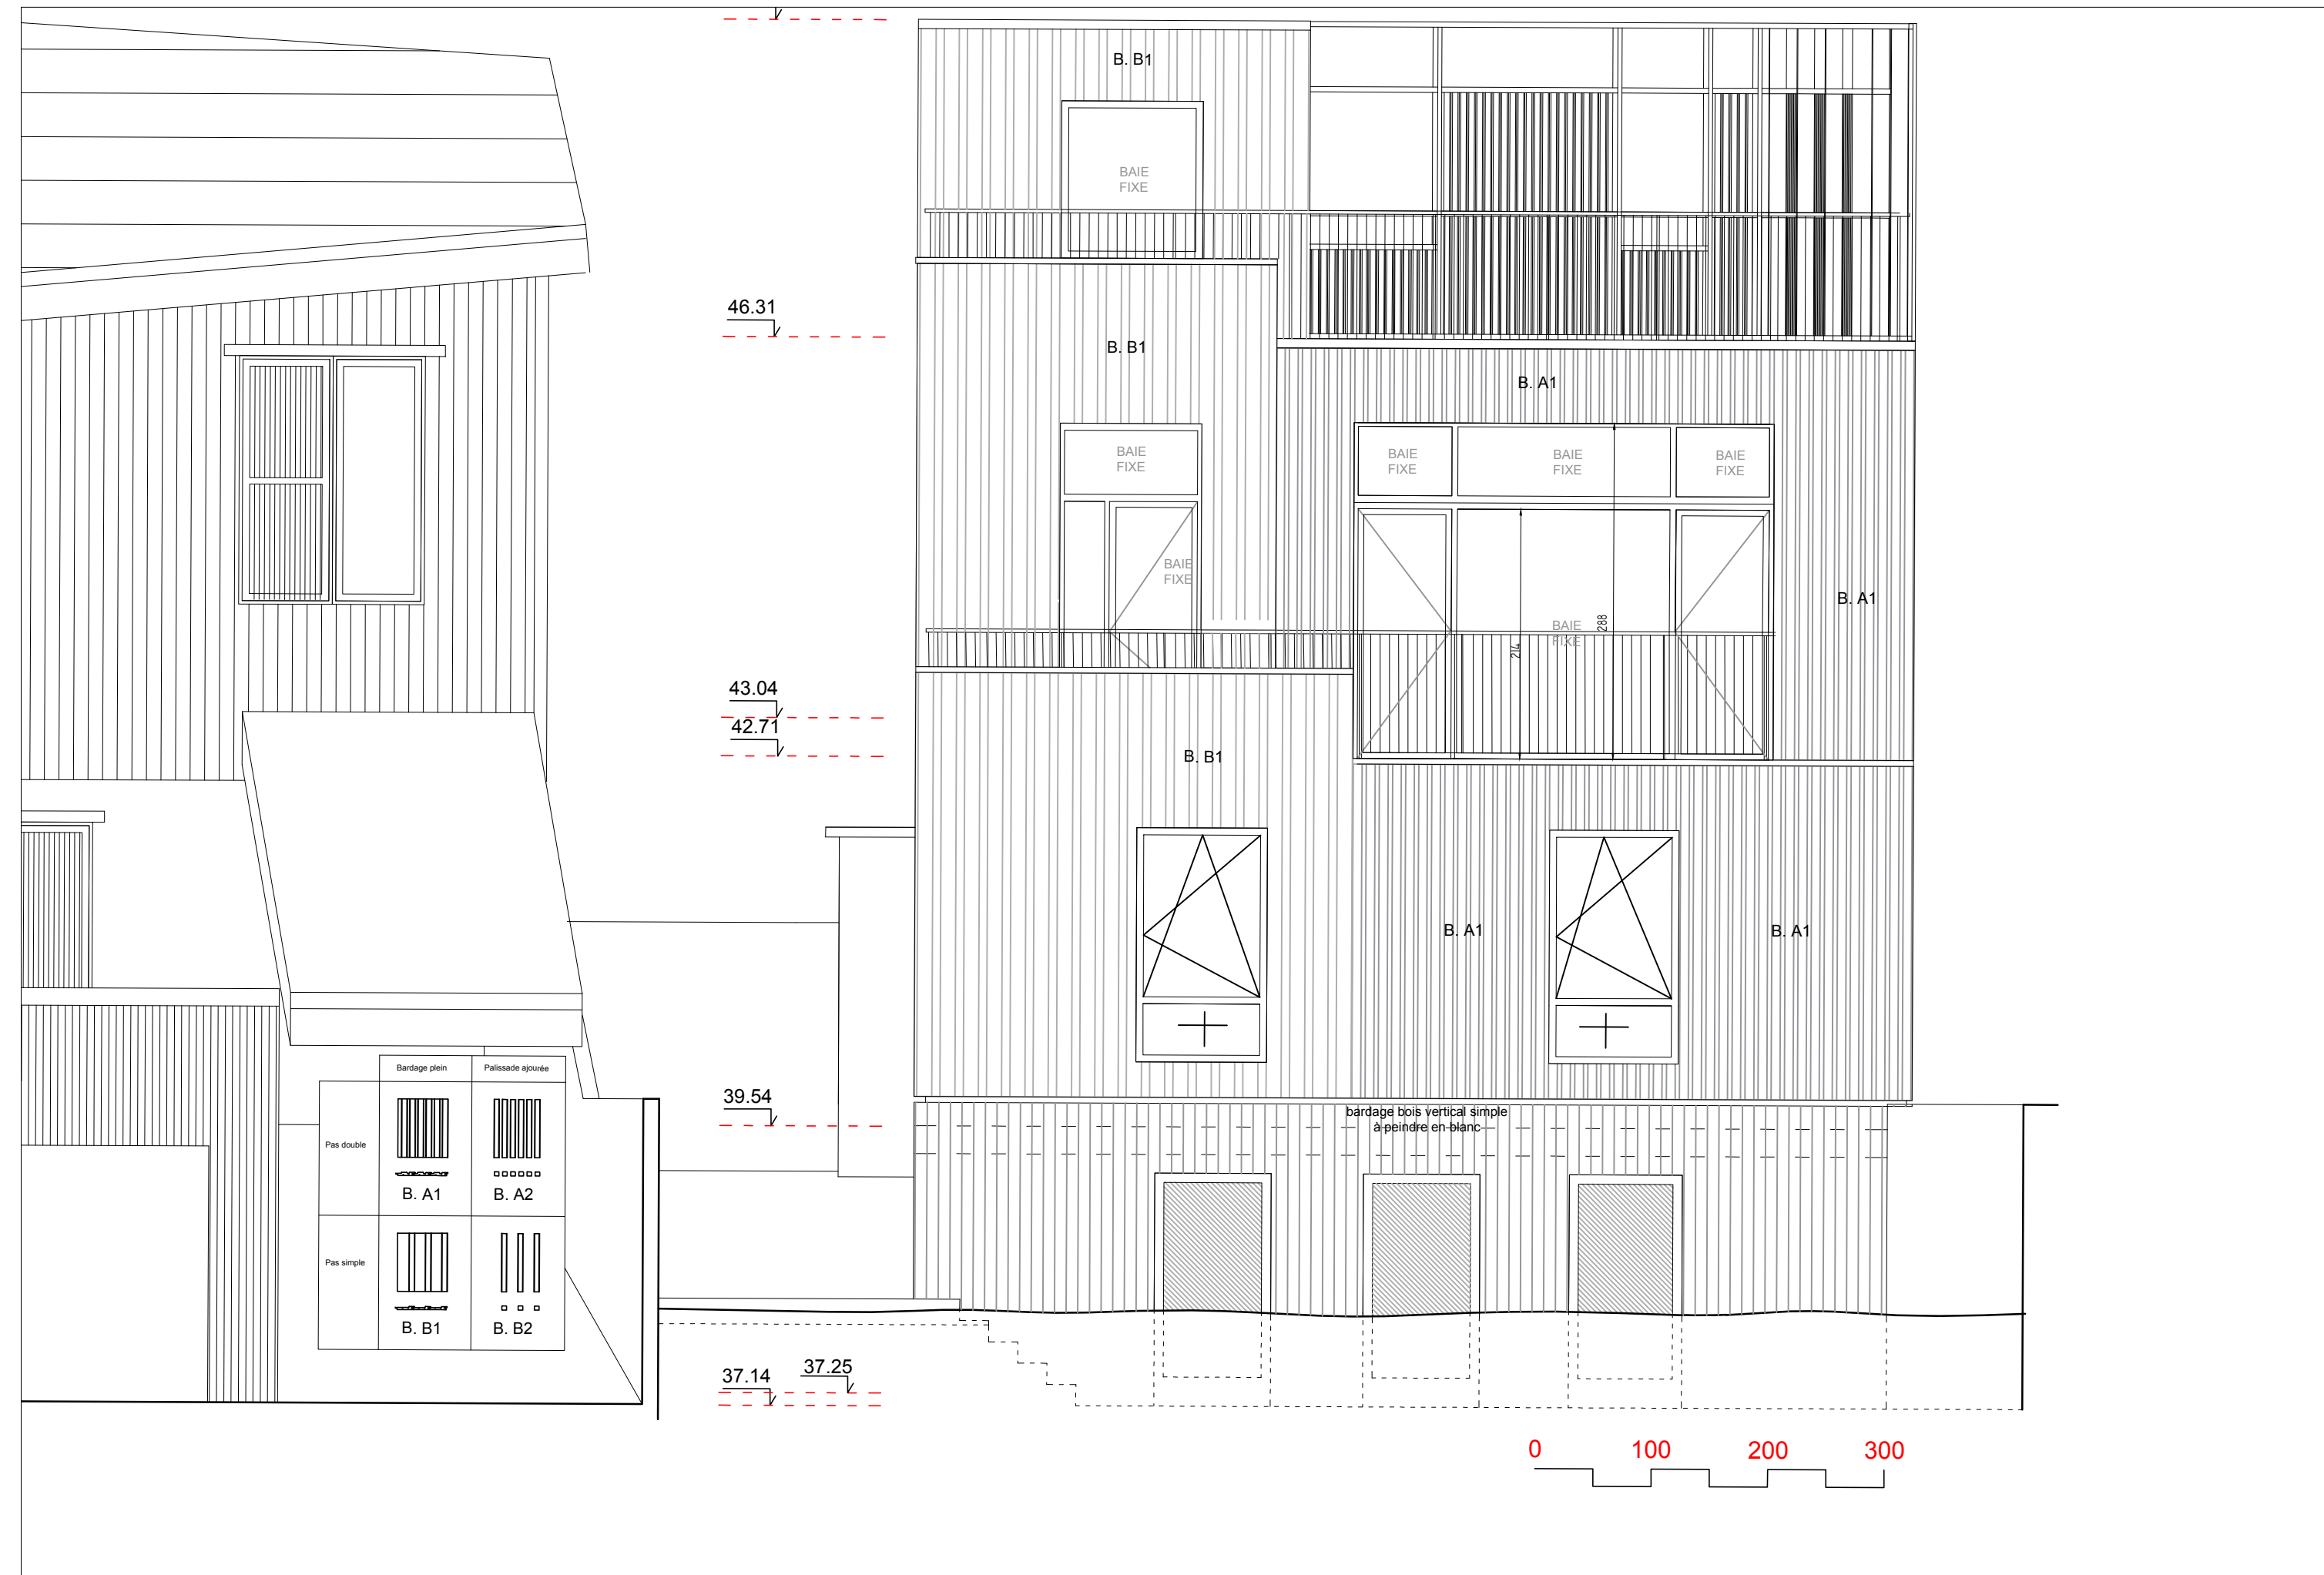 B. B1
BAIE
FIXE
46.31
B. B1
B. A1
BAIE
FIXE
BAIE
FIXE
BAIE
FIXE
BAIE
FIXE
BAIE
FIXE
B. A1
BAIE
FIXE
288
214
43.04
42.71
B. B1
B. A1
B. A1
39.54
bardage bois vertical simple
à peindre en blanc
Bardage plein
Palissade ajourée
Pas double
B. A1
B. A2
Pas simple
B. B1
B. B2
37.14
37.25
0
100
200
300